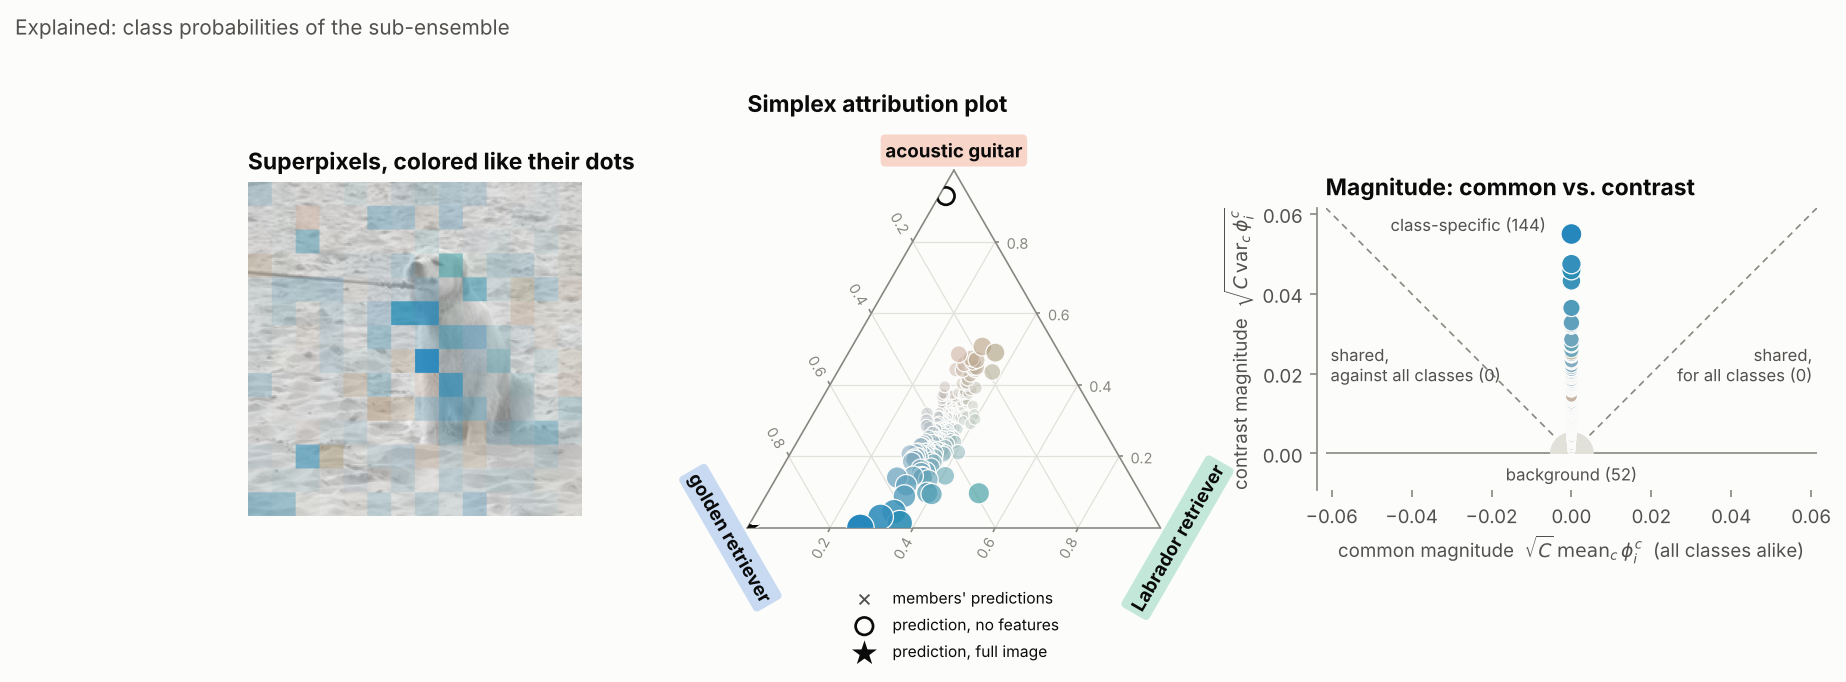 Explained: class probabilities of the sub-ensemble
Superpixels, colored like their dots
Simplex attribution plot
acoustic guitar
golden retriever
Labrador retriever
0.2
0.4
0.6
0.8
0.8
0.6
0.4
0.2
0.2
0.4
0.6
0.8
members' predictions
prediction, no features
prediction, full image
Magnitude: common vs. contrast
class-specific (144)
shared,
against all classes (0)
shared,
for all classes (0)
background (52)
contrast magnitude √C var_c ϕ_i^c
0.06
0.04
0.02
0.00
−0.06 −0.04 −0.02 0.00 0.02 0.04 0.06
common magnitude √C mean_c ϕ_i^c (all classes alike)